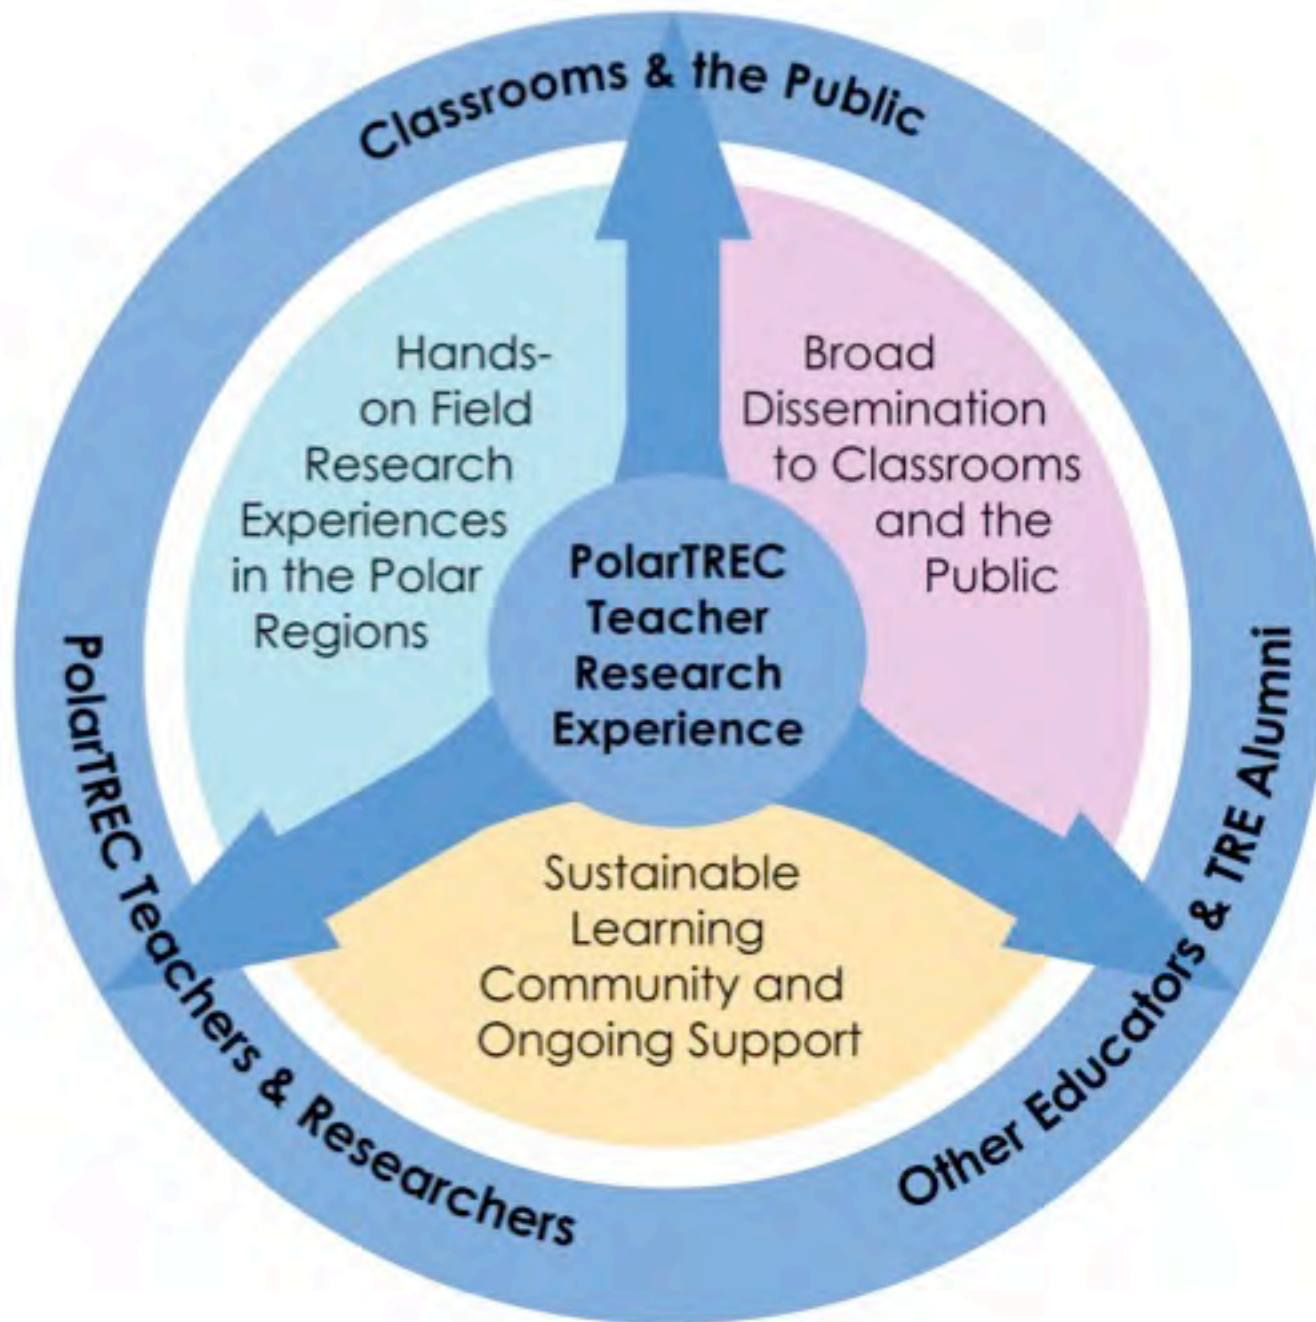 Classrooms & the Public
Hands-
on Field
Research
Experiences
in the Polar
Regions
Broad
Dissemination
to Classrooms
and the
Public
PolarTREC
Teacher
Research
Experience
Sustainable
Learning
Community and
Ongoing Support
PolarTREC Teachers & Researchers
Other Educators & TRE Alumni